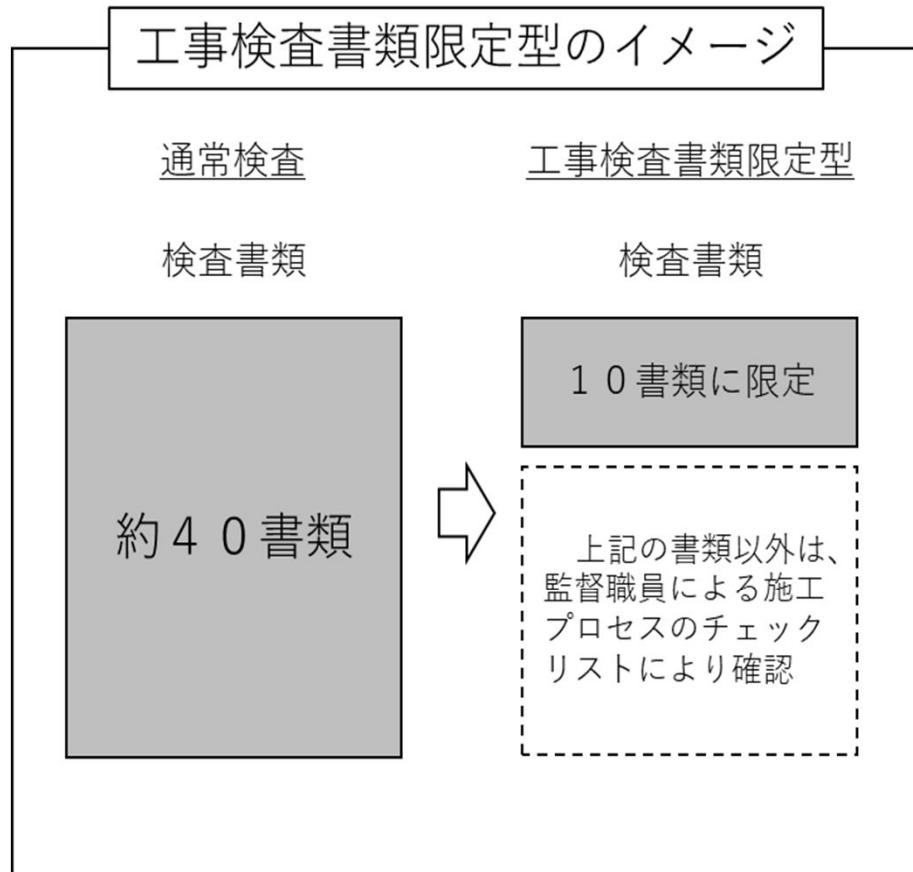 工事検査書類限定型のイメージ
通常検査
検査書類
約４０書類
工事検査書類限定型
検査書類
１０書類に限定
上記の書類以外は、
監督職員による施工
プロセスのチェック
リストにより確認